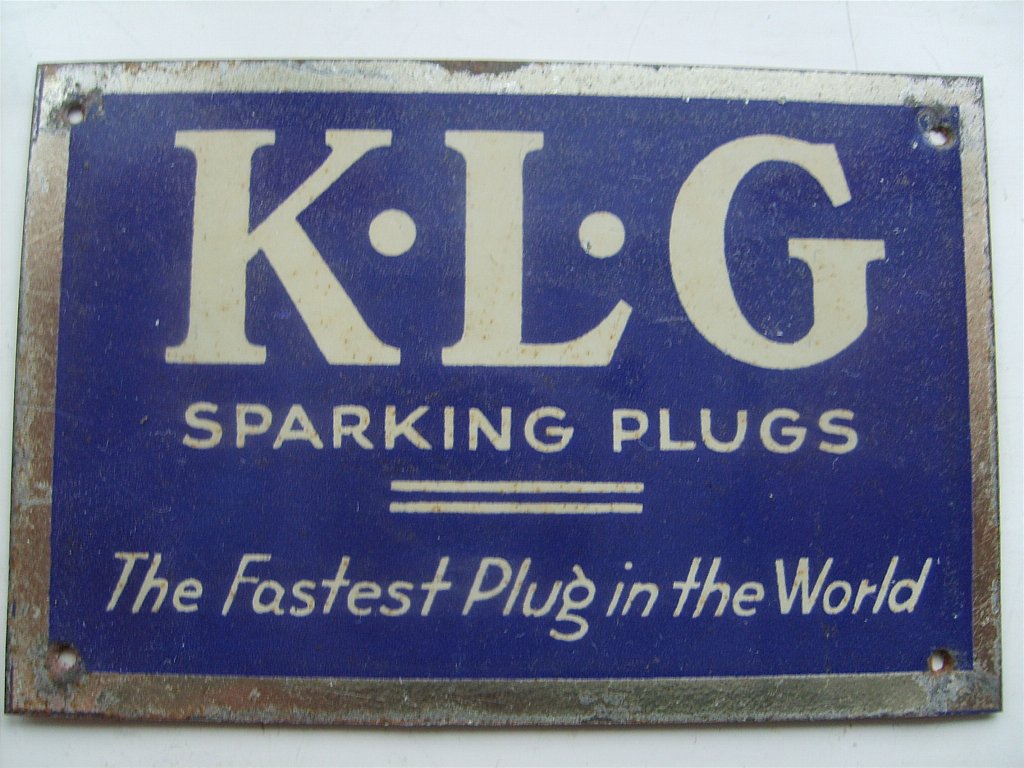 K·L·G
SPARKING PLUGS
The Fastest Plug in the World